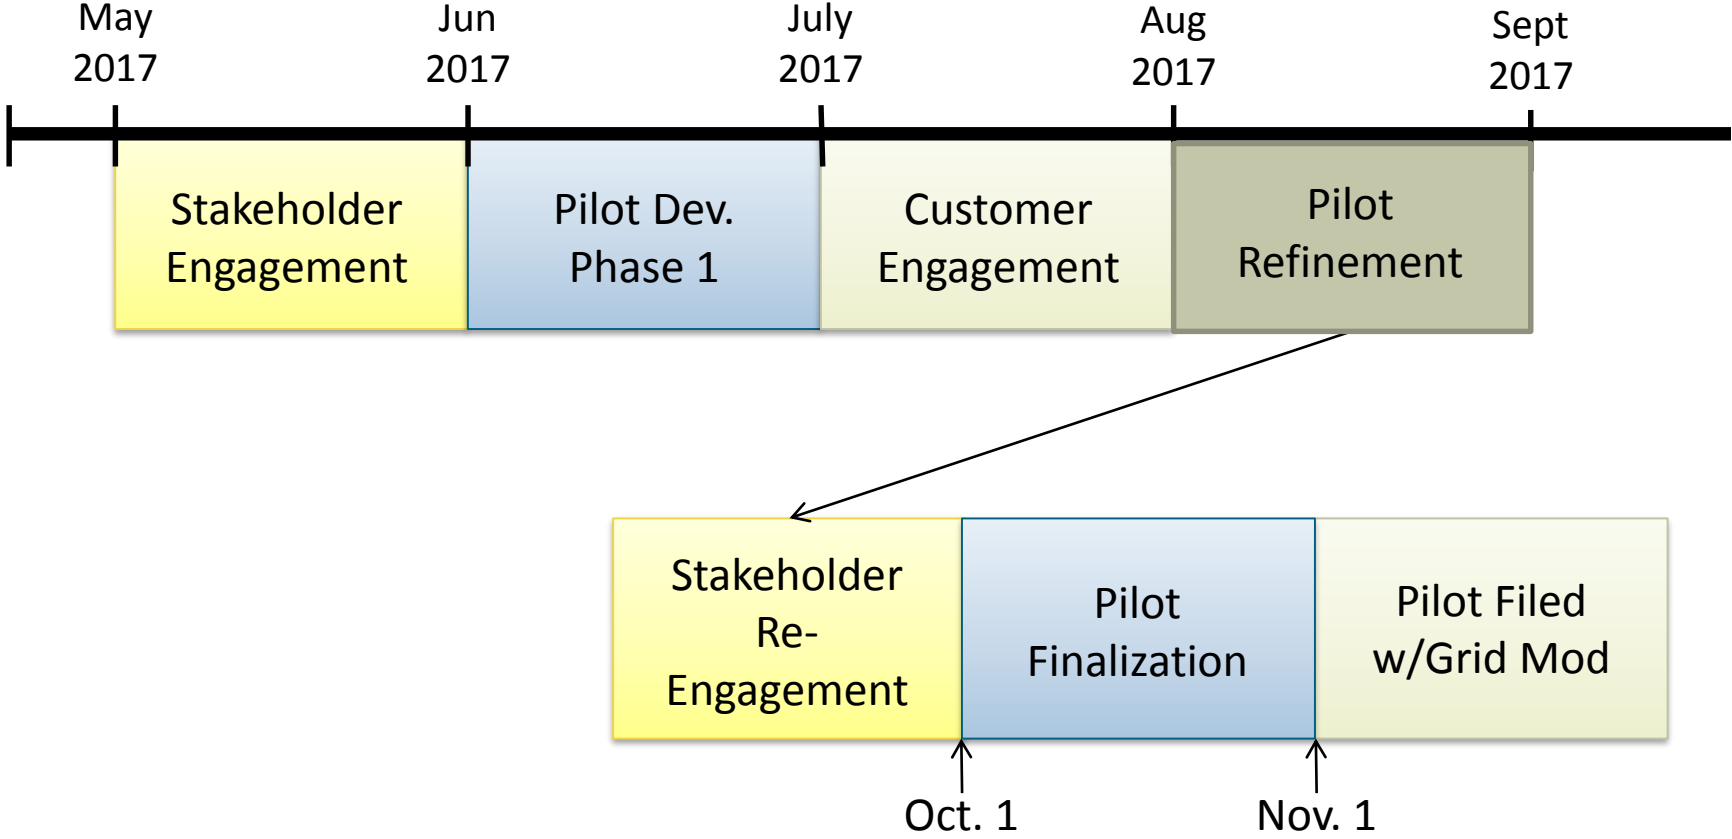 May
2017
Jun
2017
July
2017
Aug
2017
Sept
2017
Stakeholder
Engagement
Pilot Dev.
Phase 1
Customer
Engagement
Pilot
Refinement
Stakeholder
Re-
Engagement
Pilot
Finalization
Pilot Filed
w/Grid Mod
Oct. 1
Nov. 1